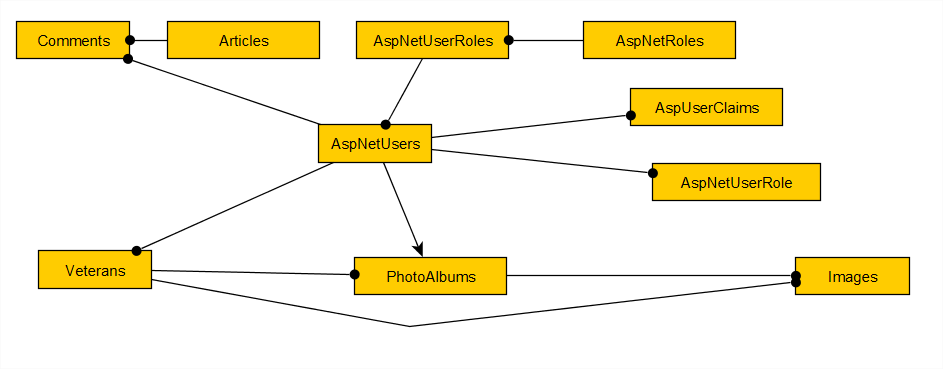 Comments
Articles
AspNetUserRoles
AspNetRoles
AspUserClaims
AspNetUsers
AspNetUserRole
Veterans
PhotoAlbums
Images